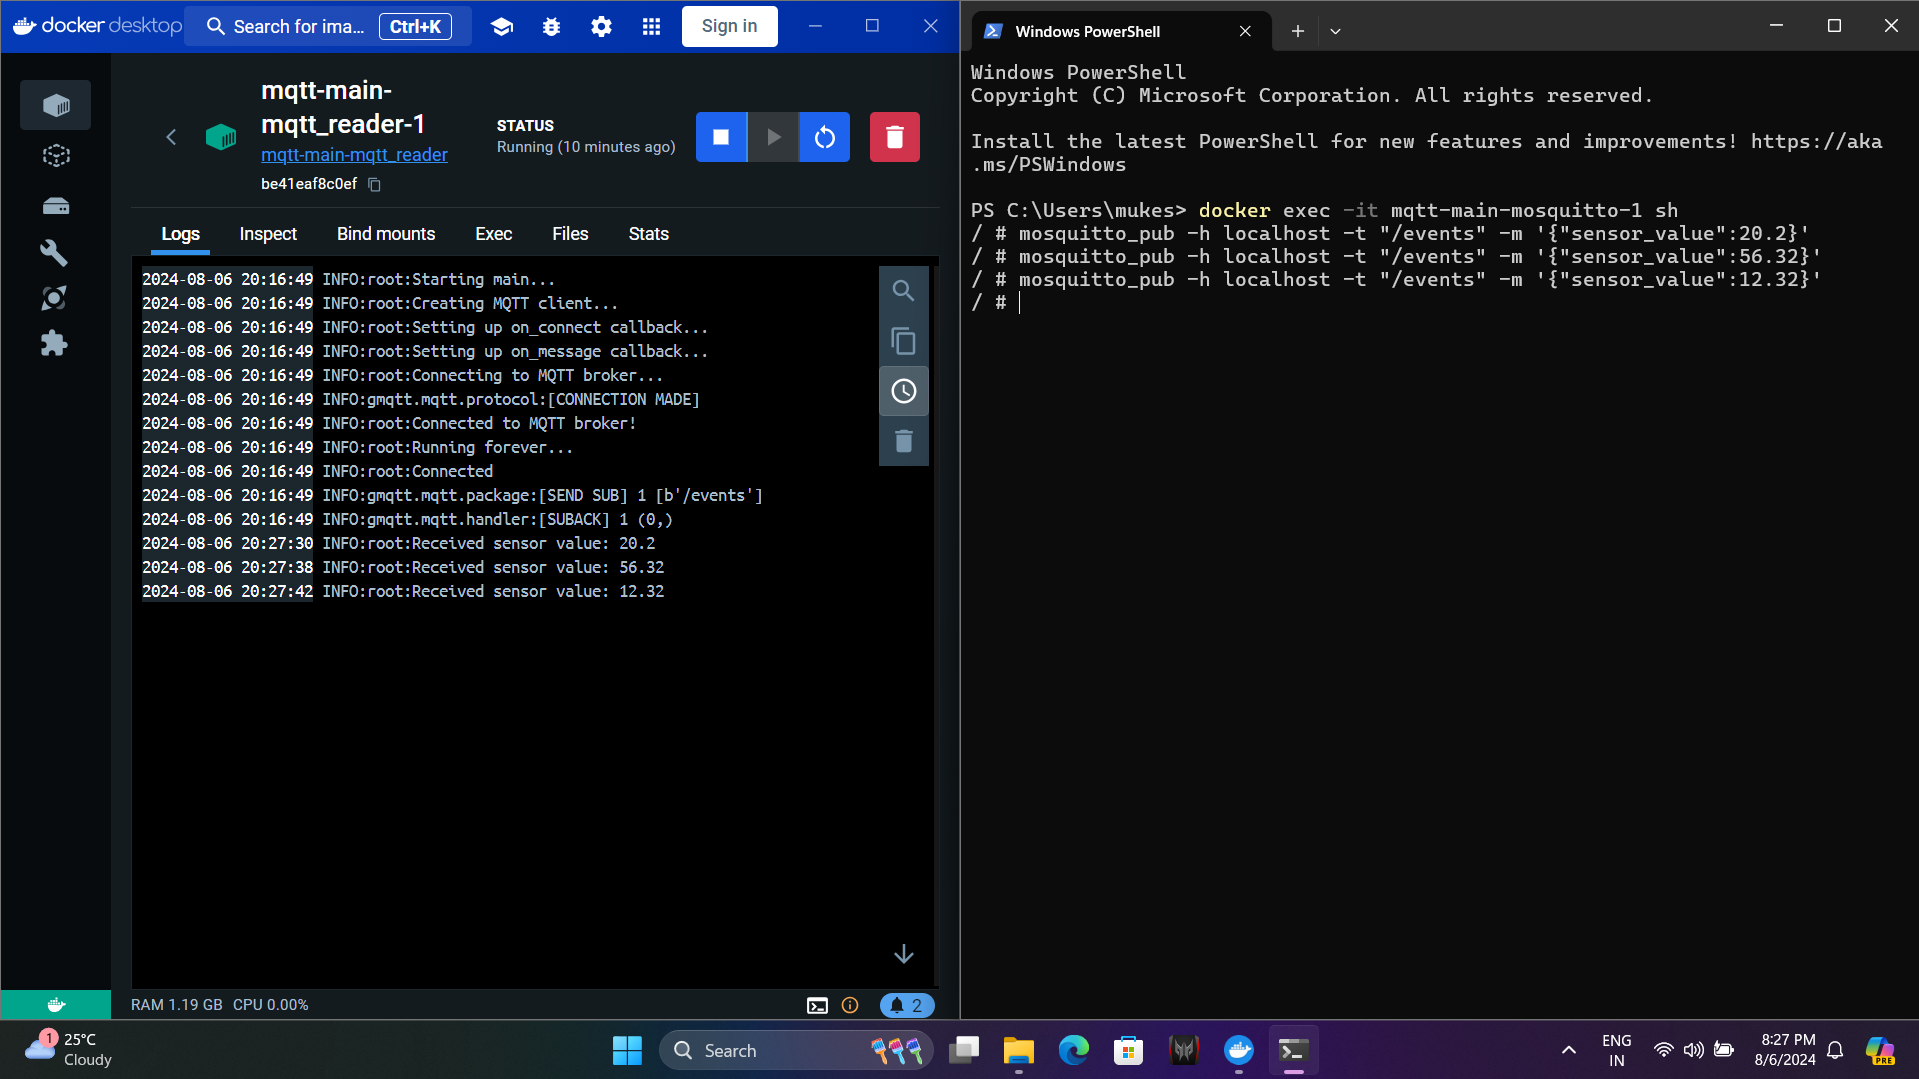 docker desktop
Search for ima...
Ctrl+K
Sign in
mqtt-main-
mqtt_reader-1
mqtt-main-mqtt_reader
be41eaf8c0ef
STATUS
Running (10 minutes ago)
Logs
Inspect
Bind mounts
Exec
Files
Stats
2024-08-06 20:16:49 INFO:root:Starting main...
2024-08-06 20:16:49 INFO:root:Creating MQTT client...
2024-08-06 20:16:49 INFO:root:Setting up on_connect callback...
2024-08-06 20:16:49 INFO:root:Setting up on_message callback...
2024-08-06 20:16:49 INFO:root:Connecting to MQTT broker...
2024-08-06 20:16:49 INFO:gmqtt.mqtt.protocol:[CONNECTION MADE]
2024-08-06 20:16:49 INFO:root:Connected to MQTT broker!
2024-08-06 20:16:49 INFO:root:Running forever...
2024-08-06 20:16:49 INFO:root:Connected
2024-08-06 20:16:49 INFO:gmqtt.mqtt.package:[SEND SUB] 1 [b'/events']
2024-08-06 20:16:49 INFO:gmqtt.mqtt.handler:[SUBACK] 1 (0,)
2024-08-06 20:27:30 INFO:root:Received sensor value: 20.2
2024-08-06 20:27:38 INFO:root:Received sensor value: 56.32
2024-08-06 20:27:42 INFO:root:Received sensor value: 12.32
RAM 1.19 GB CPU 0.00%
2
Windows PowerShell
Windows PowerShell
Copyright (C) Microsoft Corporation. All rights reserved.
Install the latest PowerShell for new features and improvements! https://aka
.ms/PSWindows
PS C:\Users\mukes> docker exec -it mqtt-main-mosquitto-1 sh
/ # mosquitto_pub -h localhost -t "/events" -m '{"sensor_value":20.2}'
/ # mosquitto_pub -h localhost -t "/events" -m '{"sensor_value":56.32}'
/ # mosquitto_pub -h localhost -t "/events" -m '{"sensor_value":12.32}'
/ #
1
25°C
Cloudy
Search
ENG
IN
8:27 PM
8/6/2024
PRE